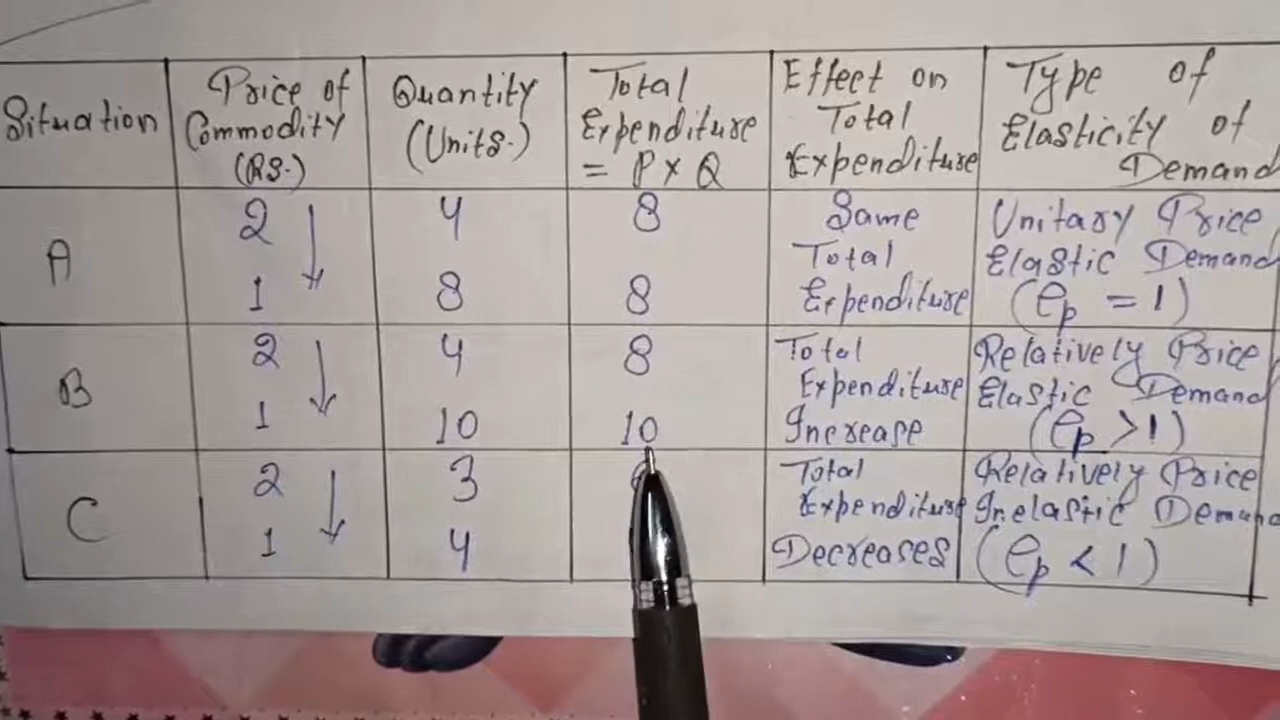 Situation
Price of
Commodity
(RS.)
Quantity
(Units.)
Total
Expenditure
= P x Q
Effect on
Total
Expenditure
Type of
Elasticity of
Demand
A
2
1
4
8
8
8
Same
Total
Expenditure
Unitary Price
Elastic Demand
(ep = 1)
B
2
1
4
10
8
10
Total
Expenditure
Increase
Relatively Price
Elastic Demand
(ep > 1)
C
2
1
3
4
Total
Expenditure
Decreases
Relatively Price
Inelastic Demand
(ep < 1)